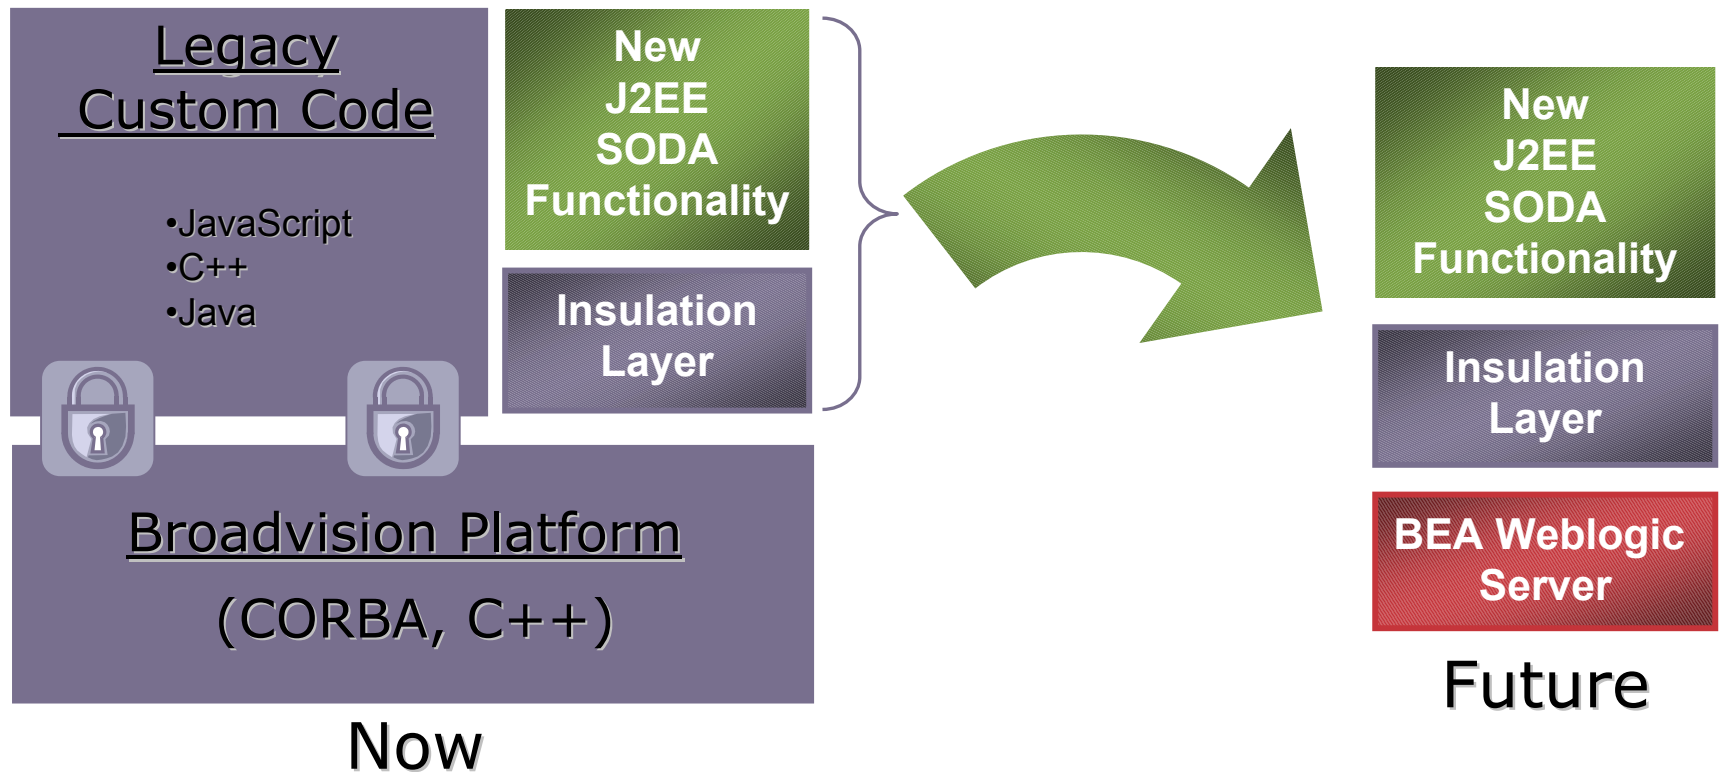 Legacy
Custom Code
•JavaScript
•C++
•Java
New
J2EE
SODA
Functionality
Insulation
Layer
Broadvision Platform
(CORBA, C++)
Now
New
J2EE
SODA
Functionality
Insulation
Layer
BEA Weblogic
Server
Future